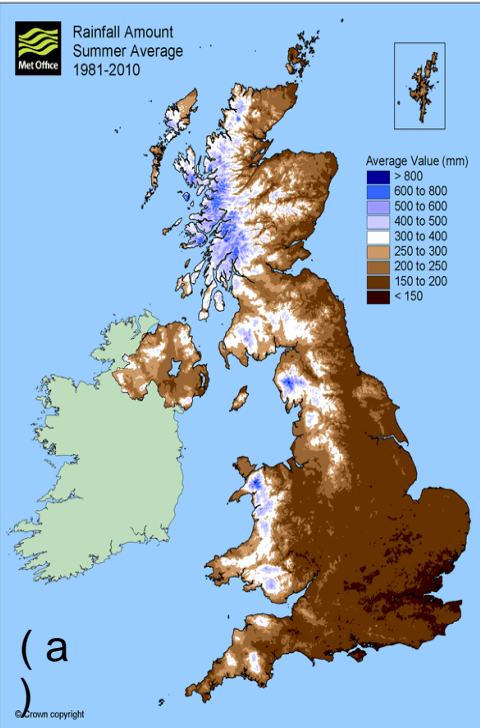 Rainfall Amount
Summer Average
1981-2010
Met Office
Average Value (mm)
> 800
600 to 800
500 to 600
400 to 500
300 to 400
250 to 300
200 to 250
150 to 200
< 150
( a
)
© Crown copyright